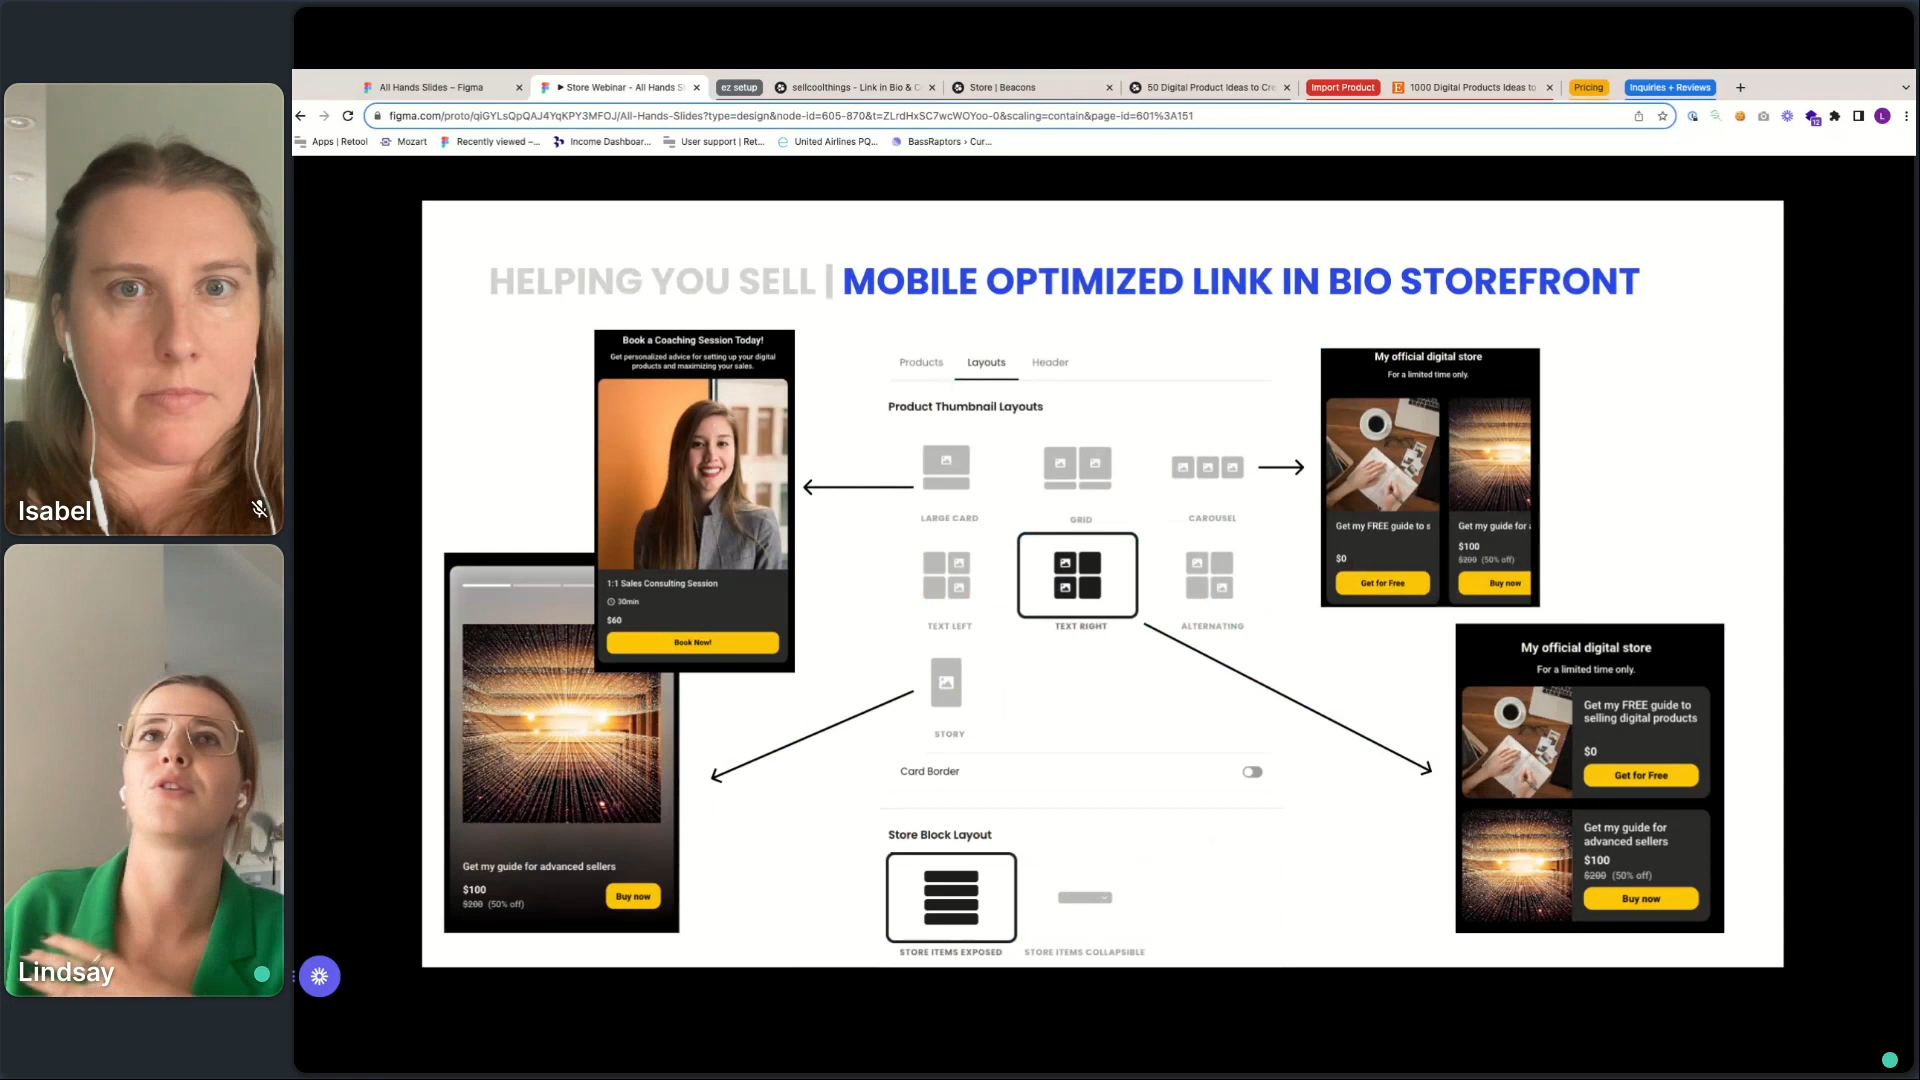 All Hands Slides – Figma
Store Webinar - All Hands S
ez setup
sellcoolthings - Link in Bio & C
Store | Beacons
50 Digital Product Ideas to Cre
Import Product
1000 Digital Products Ideas to
Pricing
Inquiries + Reviews
figma.com/proto/qiGYLsQpQAJ4YqKPY3MFOJ/All-Hands-Slides?type=design&node-id=605-870&t=ZLrdHxSC7wcWOYoo-0&scaling=contain&page-id=601%3A151
L
12
Apps | Retool
Mozart
Recently viewed –...
Income Dashboar...
User support | Ret...
United Airlines PQ...
BassRaptors › Cur...
HELPING YOU SELL | MOBILE OPTIMIZED LINK IN BIO STOREFRONT
Book a Coaching Session Today!
Get personalized advice for setting up your digital
products and maximizing your sales.
1:1 Sales Consulting Session
30min
$60
Book Now!
Get my guide for advanced sellers
$100
$200 (50% off)
Buy now
Products
Layouts
Header
Product Thumbnail Layouts
LARGE CARD
GRID
CAROUSEL
TEXT LEFT
TEXT RIGHT
ALTERNATING
STORY
Card Border
Store Block Layout
STORE ITEMS EXPOSED
STORE ITEMS COLLAPSIBLE
My official digital store
For a limited time only.
Get my FREE guide to s
$0
Get for Free
Get my guide for a
$100
$200 (50% off)
Buy now
My official digital store
For a limited time only.
Get my FREE guide to
selling digital products
$0
Get for Free
Get my guide for
advanced sellers
$100
$200 (50% off)
Buy now
Isabel
Lindsay